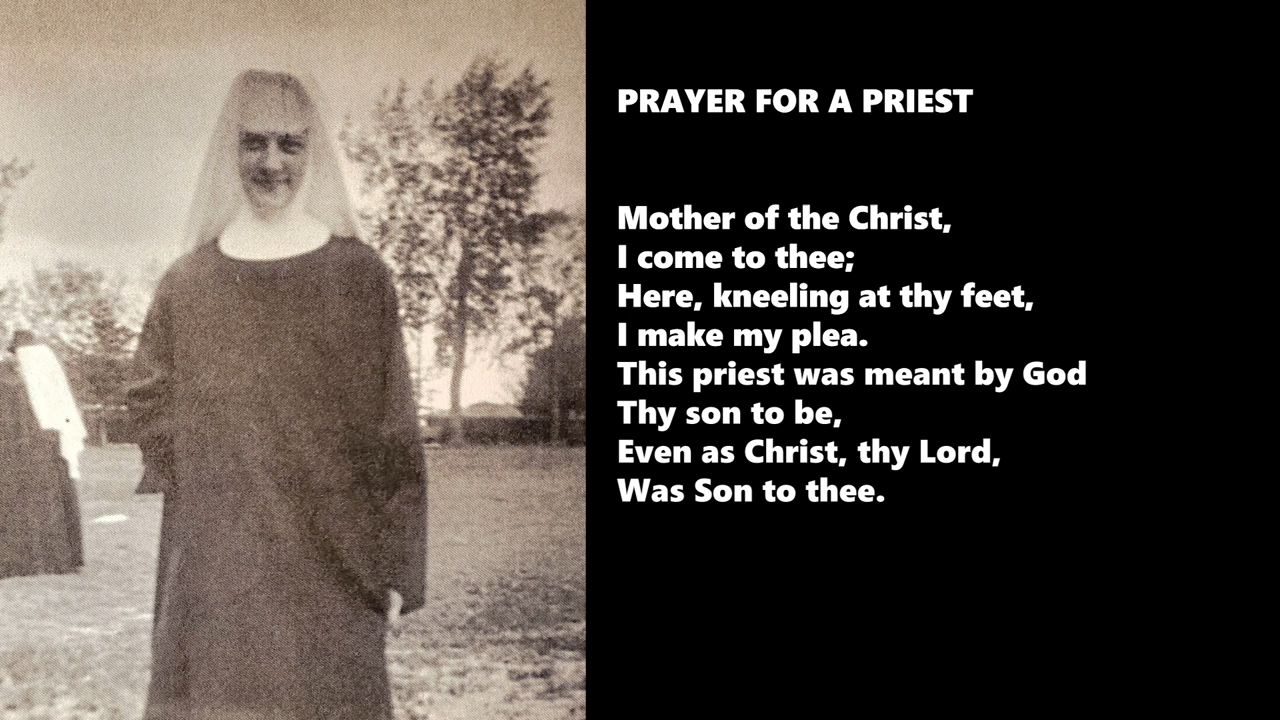 PRAYER FOR A PRIEST
Mother of the Christ,
I come to thee;
Here, kneeling at thy feet,
I make my plea.
This priest was meant by God
Thy son to be,
Even as Christ, thy Lord,
Was Son to thee.